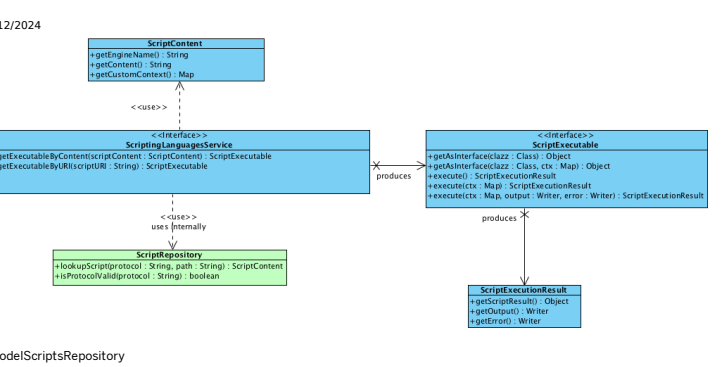 12/2024
ScriptContent
+getEngineName() : String
+getContent() : String
+getCustomContext() : Map
<<use>>
<<Interface>>
ScriptingLanguagesService
getExecutableByContent(scriptContent : ScriptContent) : ScriptExecutable
getExecutableByURI(scriptURI : String) : ScriptExecutable
produces
<<Interface>>
ScriptExecutable
+getAsInterface(clazz : Class) : Object
+getAsInterface(clazz : Class, ctx : Map) : Object
+execute() : ScriptExecutionResult
+execute(ctx : Map) : ScriptExecutionResult
+execute(ctx : Map, output : Writer, error : Writer) : ScriptExecutionResult
<<use>>
uses Internally
produces
ScriptRepository
+lookupScript(protocol : String, path : String) : ScriptContent
+isProtocolValid(protocol : String) : boolean
ScriptExecutionResult
+getScriptResult() : Object
+getOutput() : Writer
+getError() : Writer
odelScriptsRepository